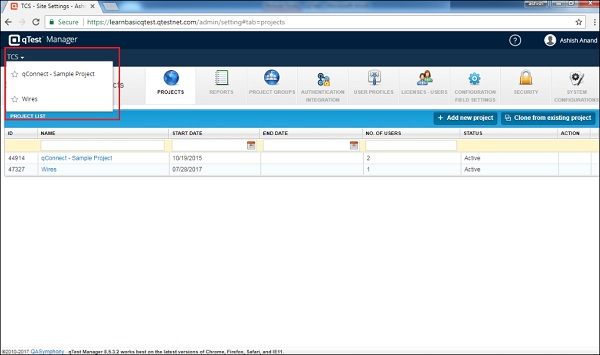 TCS - Site Settings - Ash
Secure
https://learnbasicqtest.qtestnet.com/admin/setting#tab=projects
qTest Manager
Ashish Anand
TCS
qConnect - Sample Project
Wires
CTS
PROJECTS
REPORTS
PROJECT GROUPS
AUTHENTICATION INTEGRATION
USER PROFILES
LICENSES - USERS
CONFIGURATION FIELD SETTINGS
SECURITY
SYSTEM CONFIGURATIONS
PROJECT LIST
Add new project
Clone from existing project
ID NAME START DATE END DATE NO. OF USERS STATUS ACTION
44914 qConnect - Sample Project 10/19/2015 2 Active
47327 Wires 07/28/2017 1 Active
©2010-2017 QASymphony qTest Manager 8.5.3.2 works best on the latest versions of Chrome, Firefox, Safari, and IE11.